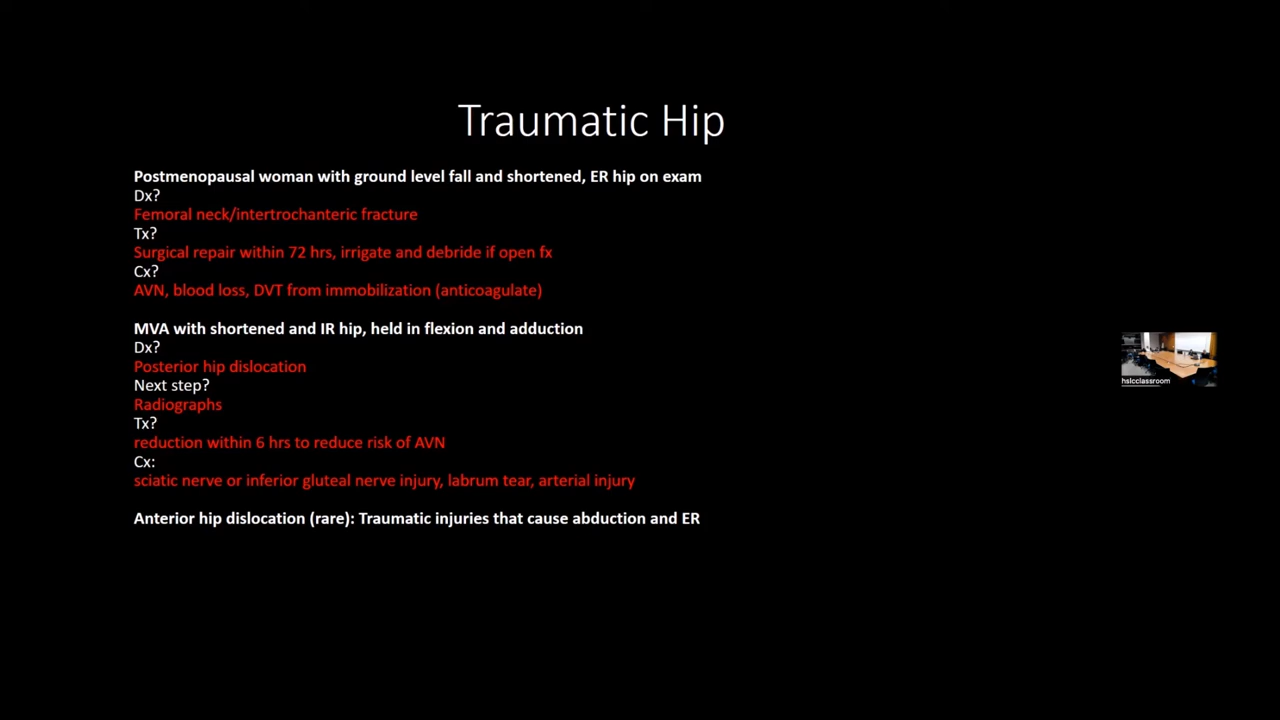 Traumatic Hip
Postmenopausal woman with ground level fall and shortened, ER hip on exam
Dx?
Femoral neck/intertrochanteric fracture
Tx?
Surgical repair within 72 hrs, irrigate and debride if open fx
Cx?
AVN, blood loss, DVT from immobilization (anticoagulate)
MVA with shortened and IR hip, held in flexion and adduction
Dx?
Posterior hip dislocation
Next step?
Radiographs
Tx?
reduction within 6 hrs to reduce risk of AVN
Cx:
sciatic nerve or inferior gluteal nerve injury, labrum tear, arterial injury
Anterior hip dislocation (rare): Traumatic injuries that cause abduction and ER
hslcclassroom